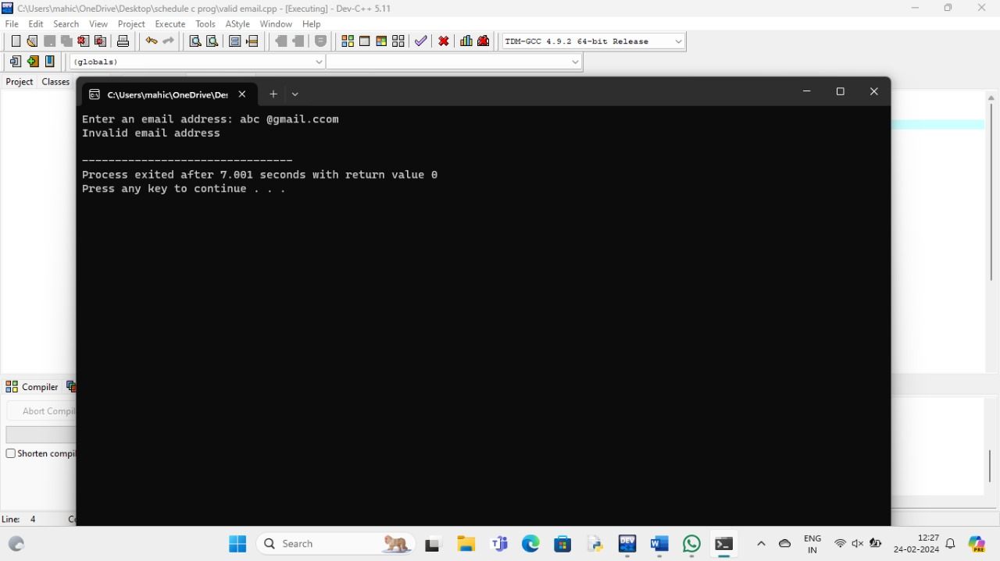 C:\Users\mahic\OneDrive\Desktop\schedule c prog\valid email.cpp - [Executing] - Dev-C++ 5.11
File Edit Search View Project Execute Tools AStyle Window Help
TDM-GCC 4.9.2 64-bit Release
(globals)
Project Classes
C:\Users\mahic\OneDrive\Des
Enter an email address: abc @gmail.ccom
Invalid email address
--------------------------------
Process exited after 7.001 seconds with return value 0
Press any key to continue . . .
Compiler
Abort Compil
Shorten compil
Line: 4 Co
Search
ENG
IN
12:27
24-02-2024